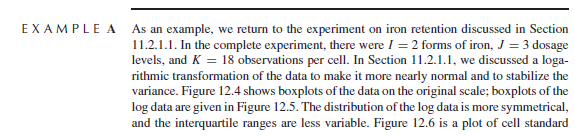 EXAMPLE A As an example, we return to the experiment on iron retention discussed in Section
11.2.1.1. In the complete experiment, there were I = 2 forms of iron, J = 3 dosage
levels, and K = 18 observations per cell. In Section 11.2.1.1, we discussed a loga-
rithmic transformation of the data to make it more nearly normal and to stabilize the
variance. Figure 12.4 shows boxplots of the data on the original scale; boxplots of the
log data are given in Figure 12.5. The distribution of the log data is more symmetrical,
and the interquartile ranges are less variable. Figure 12.6 is a plot of cell standard